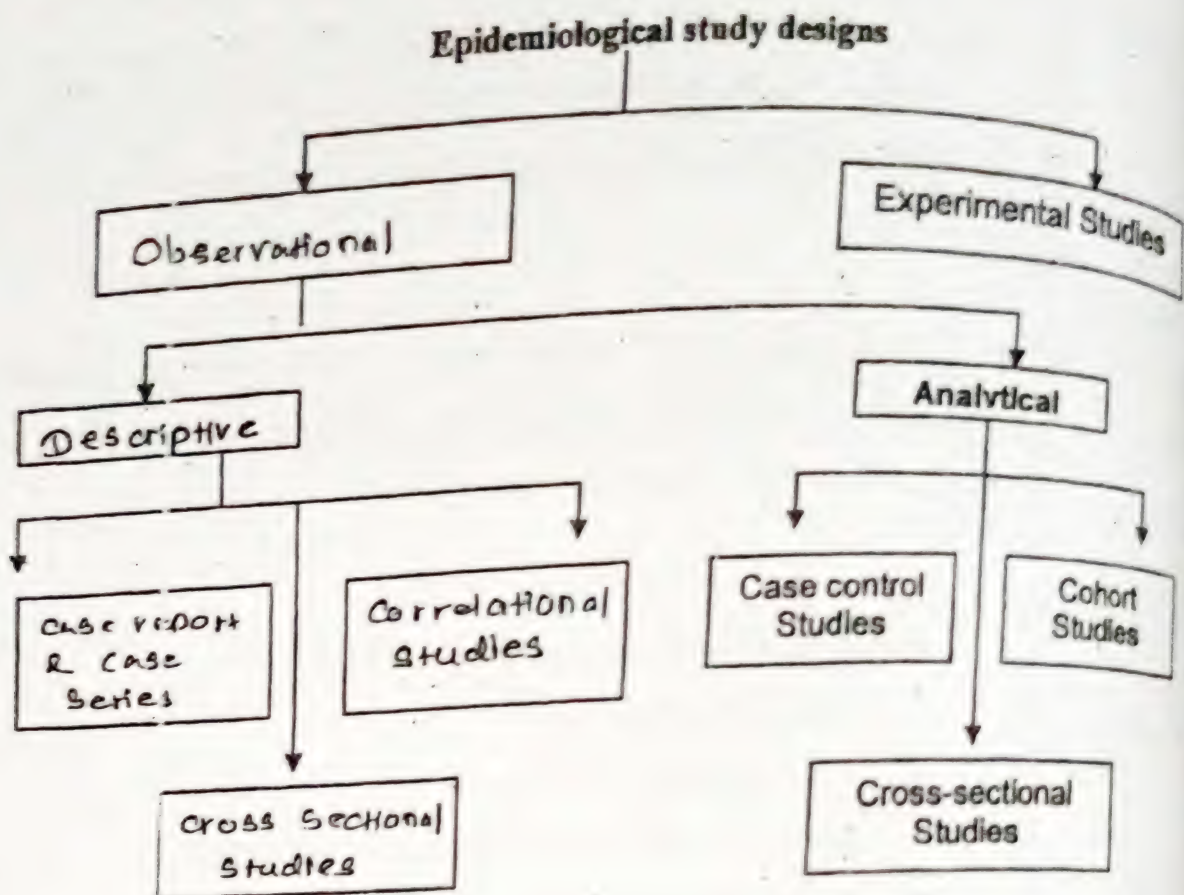 Epidemiological study designs
Observational
Experimental Studies
Descriptive
Analytical
case report
& case
series
Correlational
studies
Case control
Studies
Cohort
Studies
cross sectional
studies
Cross-sectional
Studies